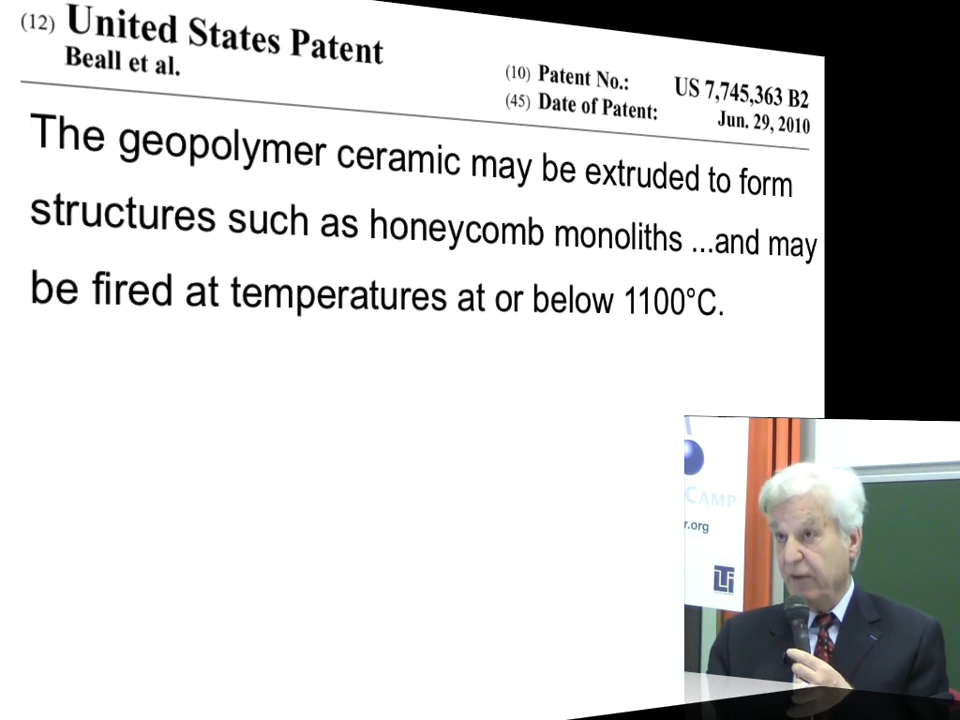 (12) United States Patent
Beall et al.
(10) Patent No.: US 7,745,363 B2
(45) Date of Patent: Jun. 29, 2010
The geopolymer ceramic may be extruded to form
structures such as honeycomb monoliths ...and may
be fired at temperatures at or below 1100°C.
CAMP
r.org
LTi